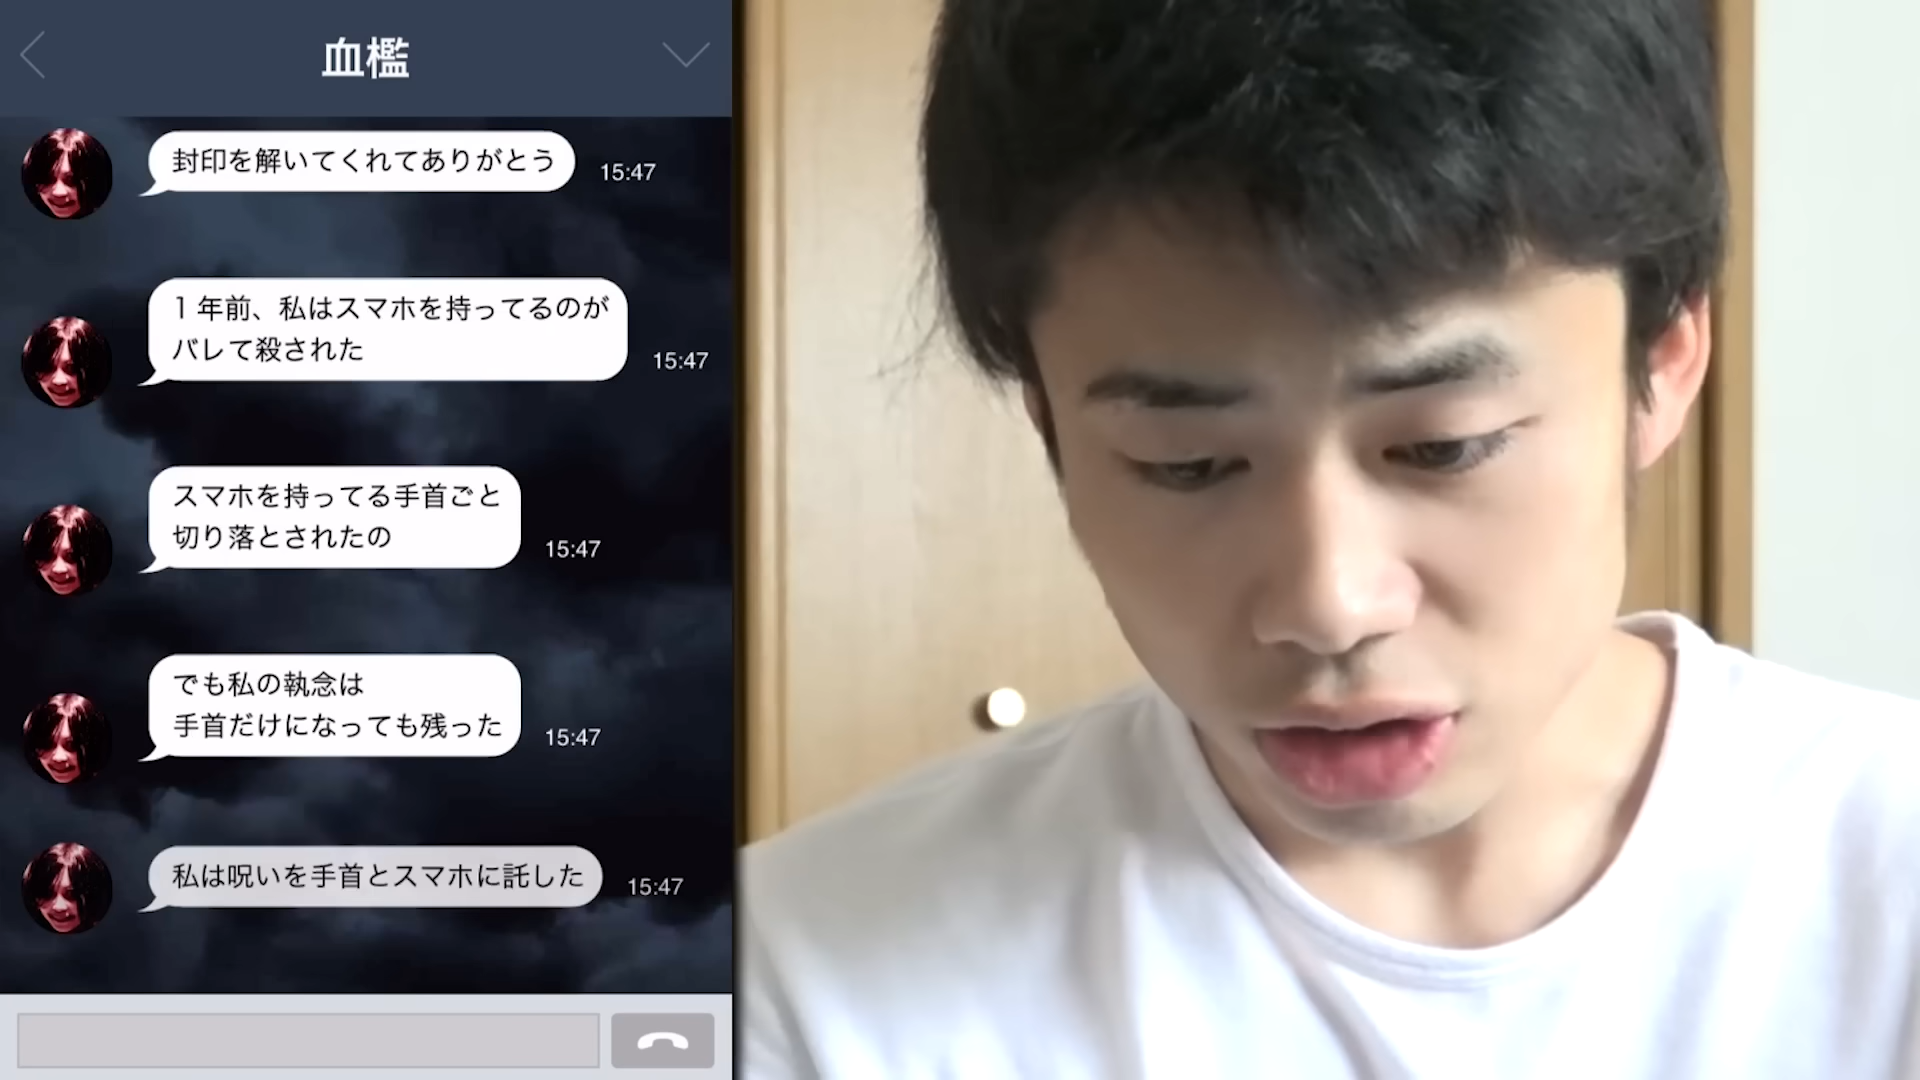 血檻
封印を解いてくれてありがとう
15:47
1年前、私はスマホを持ってるのが
バレて殺された
15:47
スマホを持ってる手首ごと
切り落とされたの
15:47
でも私の執念は
手首だけになっても残った
15:47
私は呪いを手首とスマホに託した
15:47